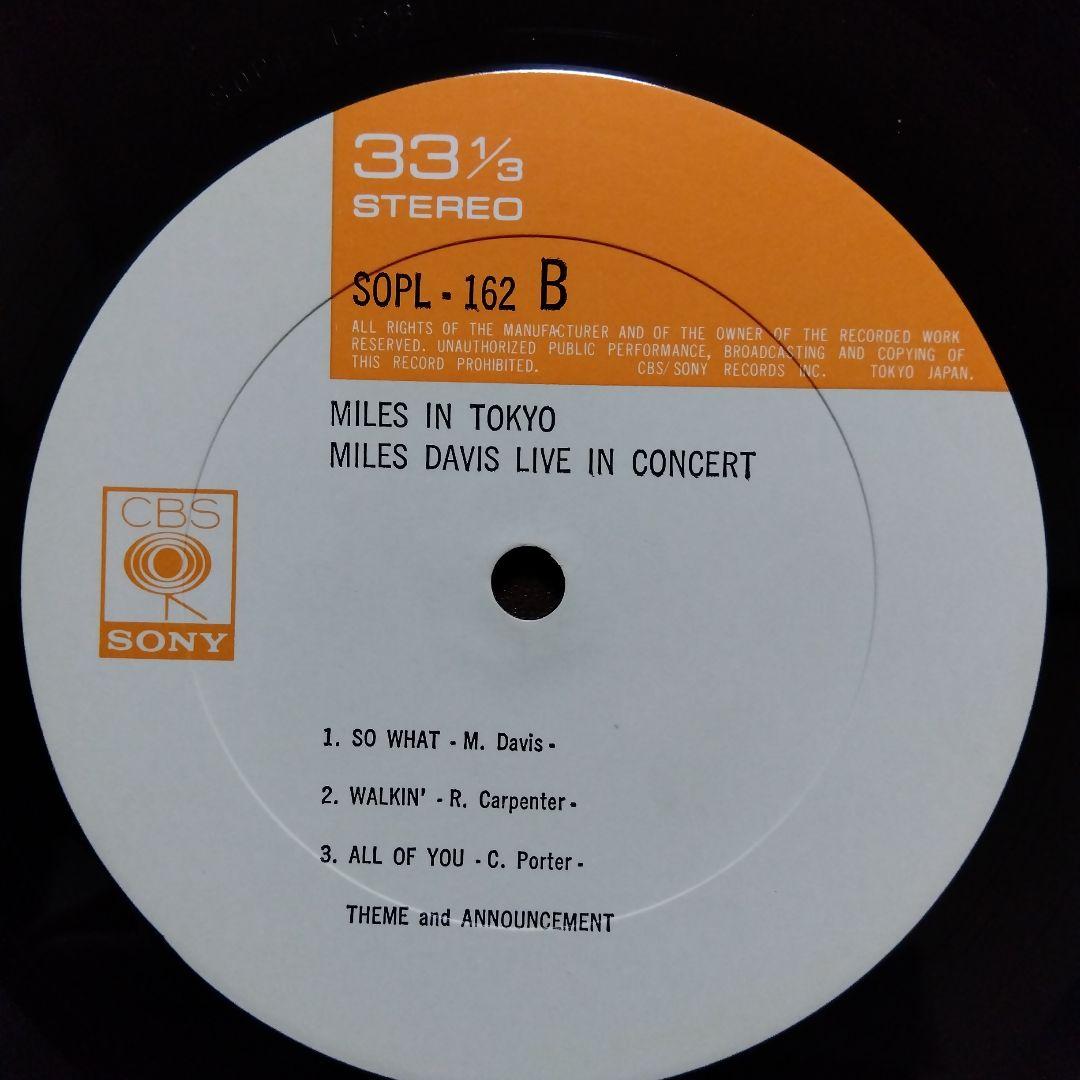 33 1/3
STEREO
SOPL - 162 B
ALL RIGHTS OF THE MANUFACTURER AND OF THE OWNER OF THE RECORDED WORK
RESERVED. UNAUTHORIZED PUBLIC PERFORMANCE, BROADCASTING AND COPYING OF
THIS RECORD PROHIBITED. CBS/SONY RECORDS INC. TOKYO JAPAN.
MILES IN TOKYO
MILES DAVIS LIVE IN CONCERT
CBS
SONY
1. SO WHAT - M. Davis -
2. WALKIN' - R. Carpenter -
3. ALL OF YOU - C. Porter -
THEME and ANNOUNCEMENT